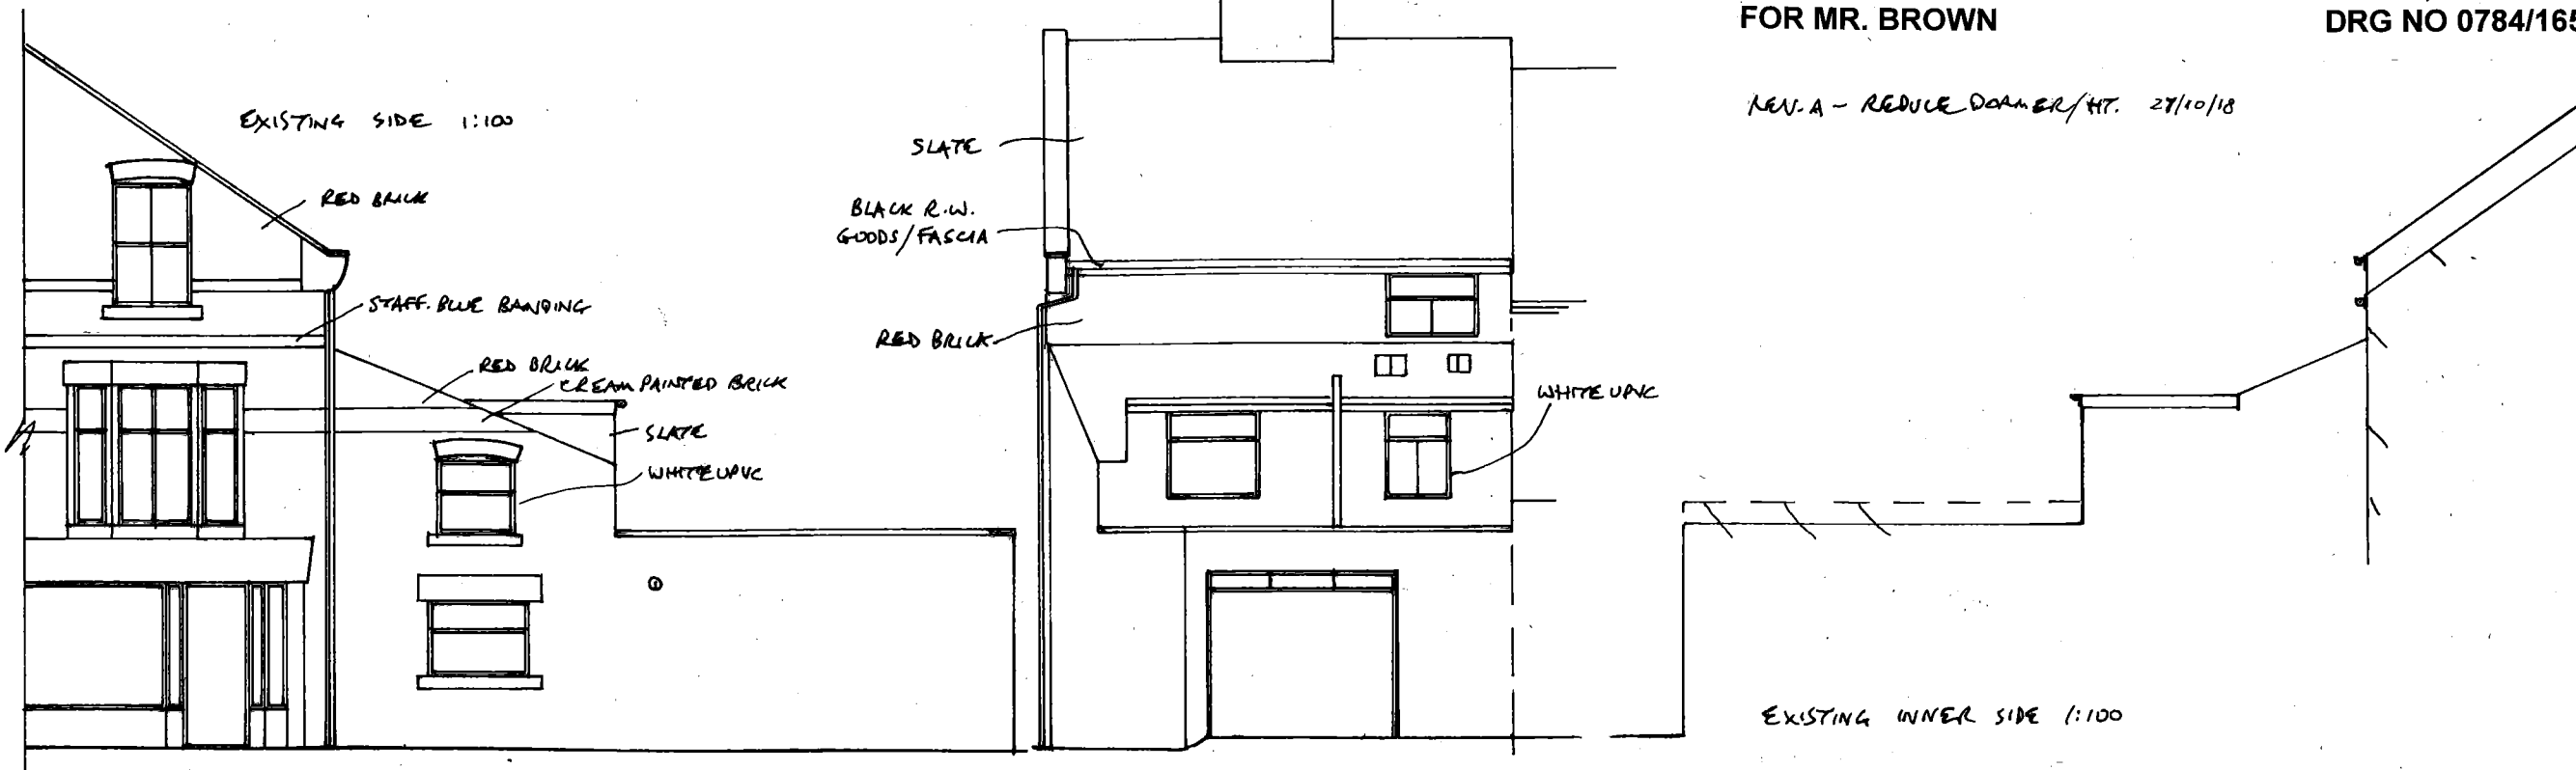 FOR MR. BROWN
DRG NO 0784/165
REV. A - REDUCE DORMER/HT. 27/10/18
EXISTING SIDE 1:100
RED BRICK
STAFF. BLUE BANDING
RED BRICK
CREAM PAINTED BRICK
SLATE
WHITE UPVC
SLATE
BLACK R.W.
GOODS/FASCIA
RED BRICK
WHITE UPVC
EXISTING INNER SIDE 1:100